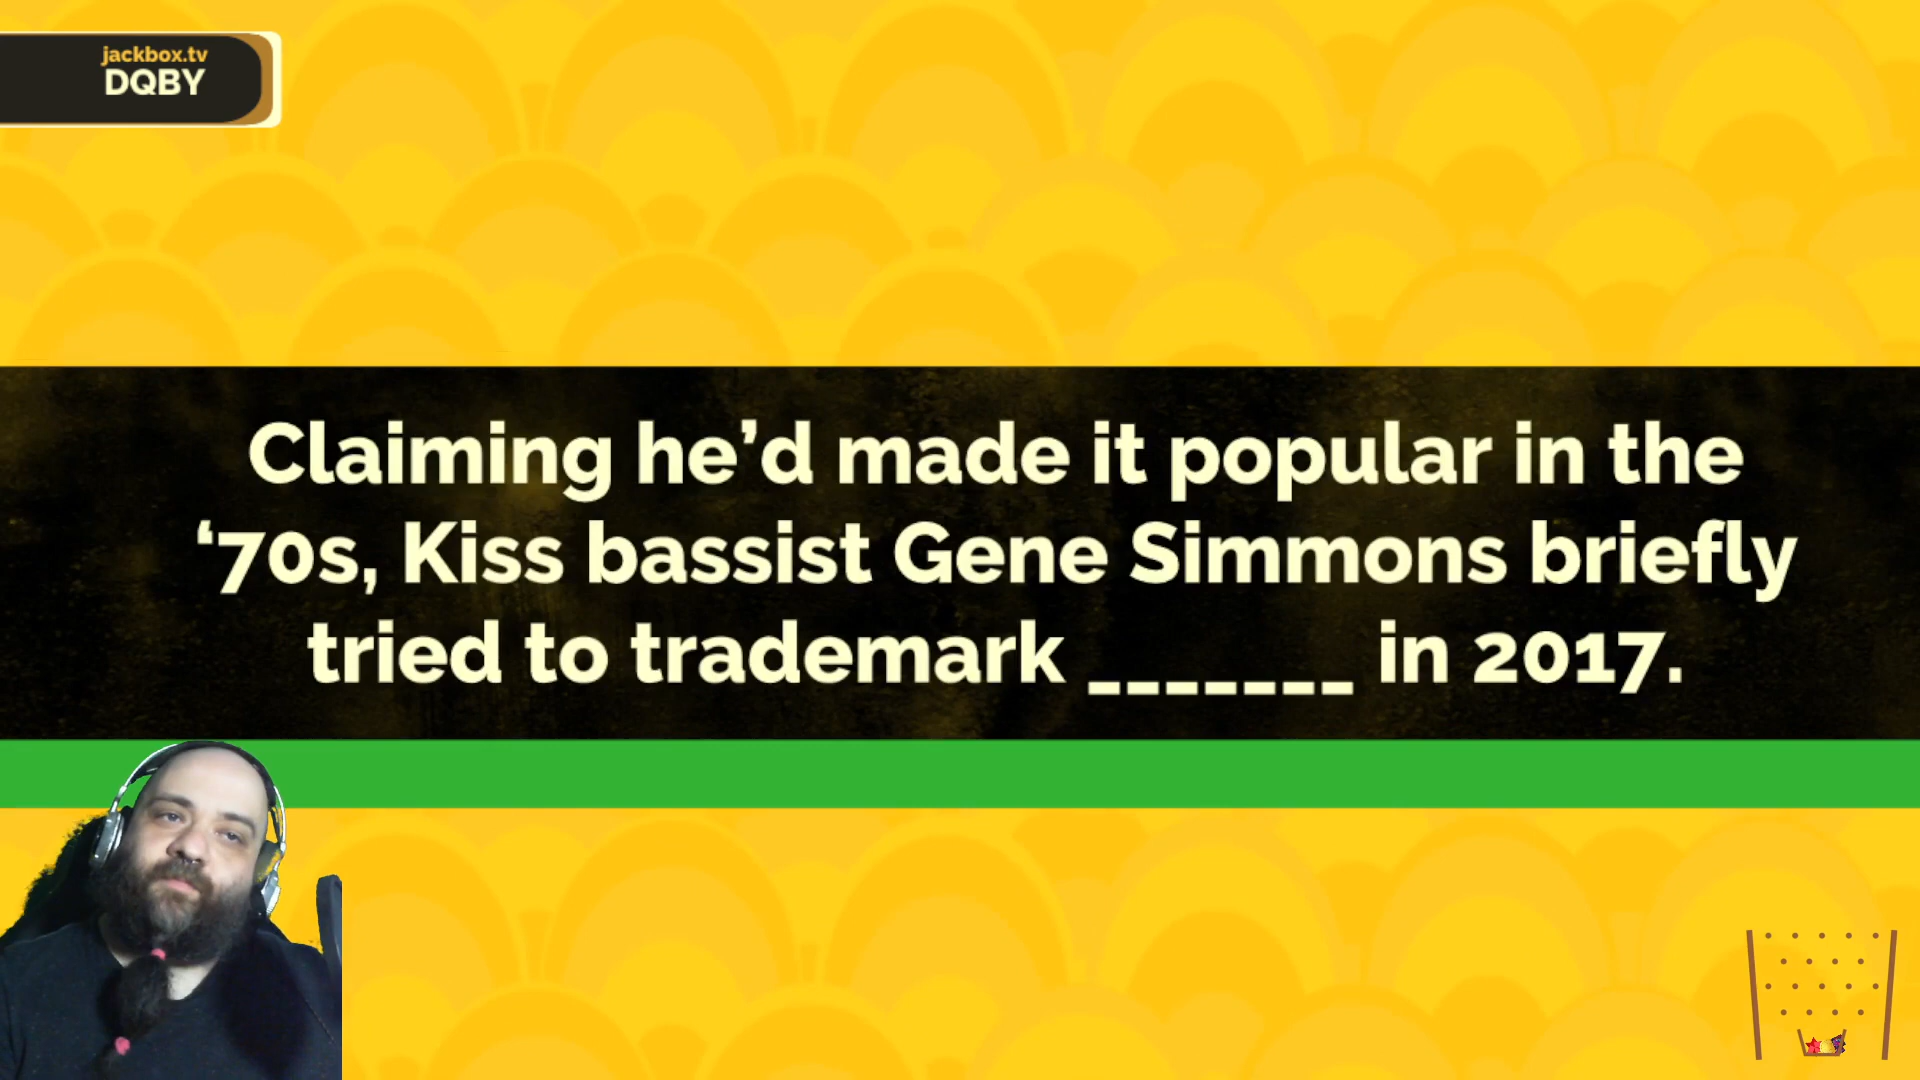 jackbox.tv
DQBY
Claiming he’d made it popular in the
‘70s, Kiss bassist Gene Simmons briefly
tried to trademark _______ in 2017.